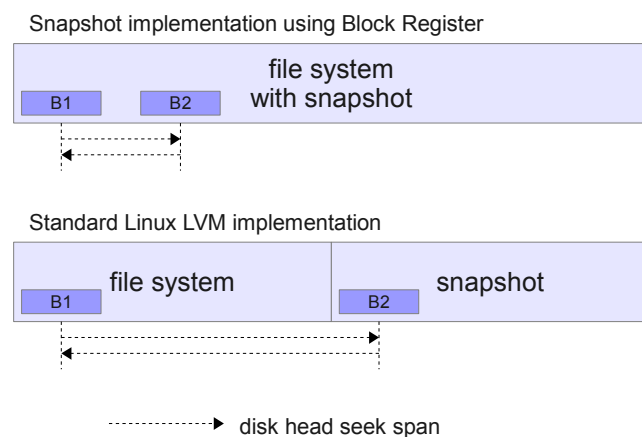 Snapshot implementation using Block Register
file system
with snapshot
B1
B2
Standard Linux LVM implementation
file system
snapshot
B1
B2
disk head seek span